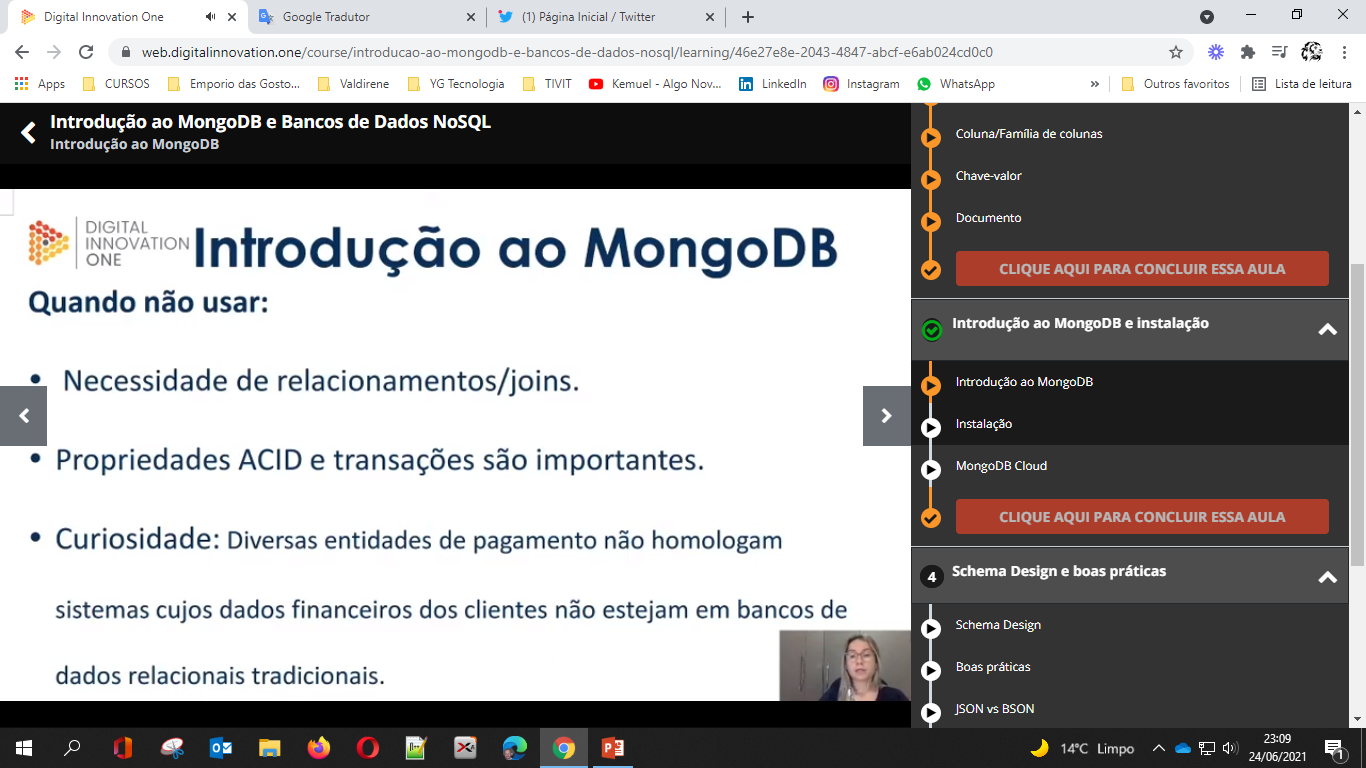 Digital Innovation One
Google Tradutor
(1) Página Inicial / Twitter
web.digitalinnovation.one/course/introducao-ao-mongodb-e-bancos-de-dados-nosql/learning/46e27e8e-2043-4847-abcf-e6ab024cd0c0
Apps
CURSOS
Emporio das Gosto...
Valdirene
YG Tecnologia
TIVIT
Kemuel - Algo Nov...
LinkedIn
Instagram
WhatsApp
»
Outros favoritos
Lista de leitura
Introdução ao MongoDB e Bancos de Dados NoSQL
Introdução ao MongoDB
DIGITAL
INNOVATION
ONE
Introdução ao MongoDB
Quando não usar:
• Necessidade de relacionamentos/joins.
• Propriedades ACID e transações são importantes.
• Curiosidade: Diversas entidades de pagamento não homologam
sistemas cujos dados financeiros dos clientes não estejam em bancos de
dados relacionais tradicionais.
Coluna/Família de colunas
Chave-valor
Documento
CLIQUE AQUI PARA CONCLUIR ESSA AULA
Introdução ao MongoDB e instalação
Introdução ao MongoDB
Instalação
MongoDB Cloud
CLIQUE AQUI PARA CONCLUIR ESSA AULA
4
Schema Design e boas práticas
Schema Design
Boas práticas
JSON vs BSON
14°C Limpo
23:09
24/06/2021
1